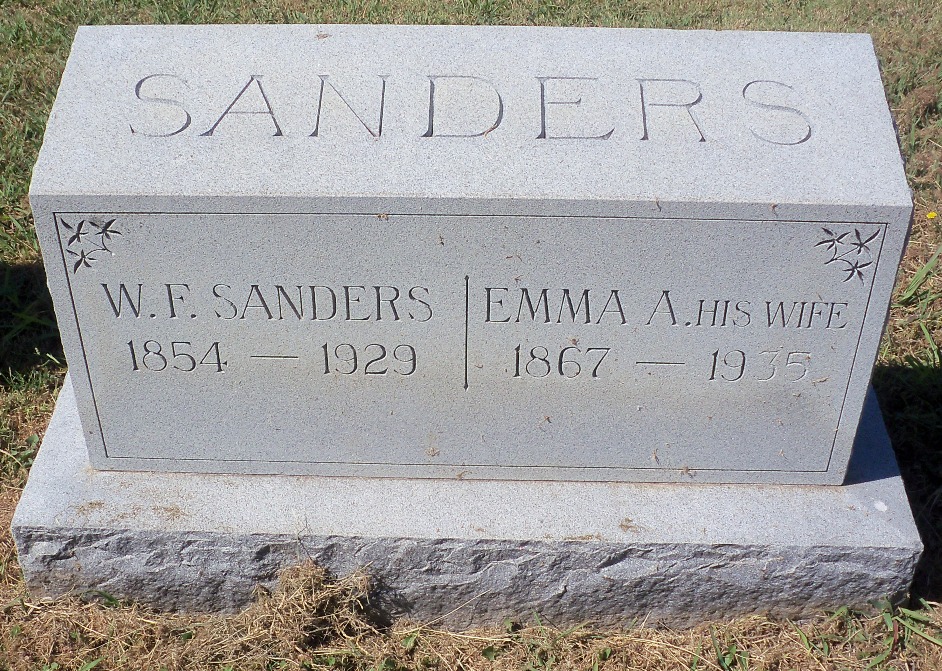 SANDERS
W. F. SANDERS
1854 — 1929
EMMA A. HIS WIFE
1867 — 1935